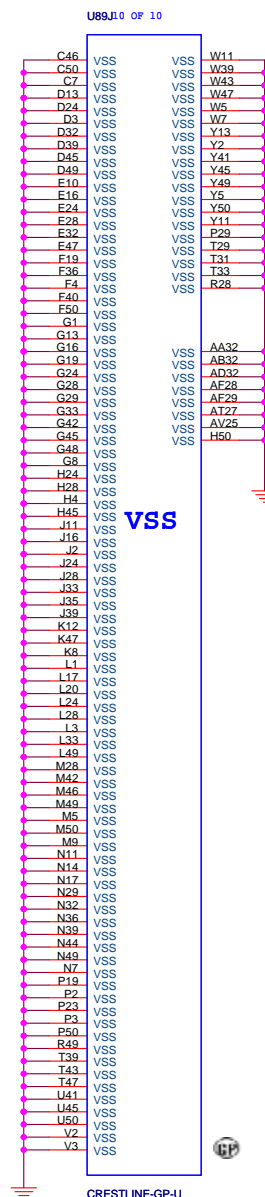 U89J 10 OF 10
C46 VSS VSS W11
C50 VSS VSS W39
C7 VSS VSS W43
D13 VSS VSS W47
D24 VSS VSS W5
D3 VSS VSS W7
D32 VSS VSS Y13
D39 VSS VSS Y2
D45 VSS VSS Y41
D49 VSS VSS Y45
E10 VSS VSS Y49
E16 VSS VSS Y5
E24 VSS VSS Y50
E28 VSS VSS Y11
E32 VSS VSS P29
E47 VSS VSS T29
F19 VSS VSS T31
F36 VSS VSS T33
F4 VSS VSS R28
F40 VSS
F50 VSS
G1 VSS
G13 VSS
G16 VSS VSS AA32
G19 VSS VSS AB32
G24 VSS VSS AD32
G28 VSS VSS AF28
G29 VSS VSS AF29
G33 VSS VSS AT27
G42 VSS VSS AV25
G45 VSS VSS H50
G48 VSS
G8 VSS
H24 VSS
H28 VSS
H4 VSS
H45 VSS
VSS
J11 VSS
J16 VSS
J2 VSS
J24 VSS
J28 VSS
J33 VSS
J35 VSS
J39 VSS
K12 VSS
K47 VSS
K8 VSS
L1 VSS
L17 VSS
L20 VSS
L24 VSS
L28 VSS
L3 VSS
L33 VSS
L49 VSS
M28 VSS
M42 VSS
M46 VSS
M49 VSS
M5 VSS
M50 VSS
M9 VSS
N11 VSS
N14 VSS
N17 VSS
N29 VSS
N32 VSS
N36 VSS
N39 VSS
N44 VSS
N49 VSS
N7 VSS
P19 VSS
P2 VSS
P23 VSS
P3 VSS
P50 VSS
R49 VSS
T39 VSS
T43 VSS
T47 VSS
U41 VSS
U45 VSS
U50 VSS
V2 VSS
V3 VSS
GP
CRESTLINE-GP-U